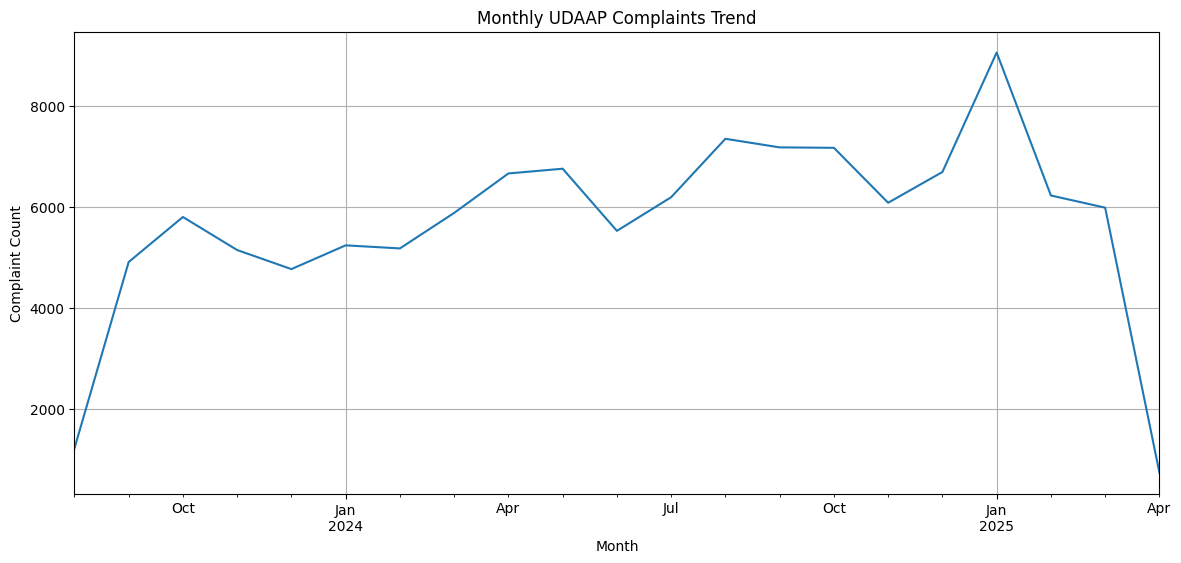 Monthly UDAAP Complaints Trend
Complaint Count
8000
6000
4000
2000
Oct
Jan
2024
Apr
Jul
Oct
Jan
2025
Apr
Month